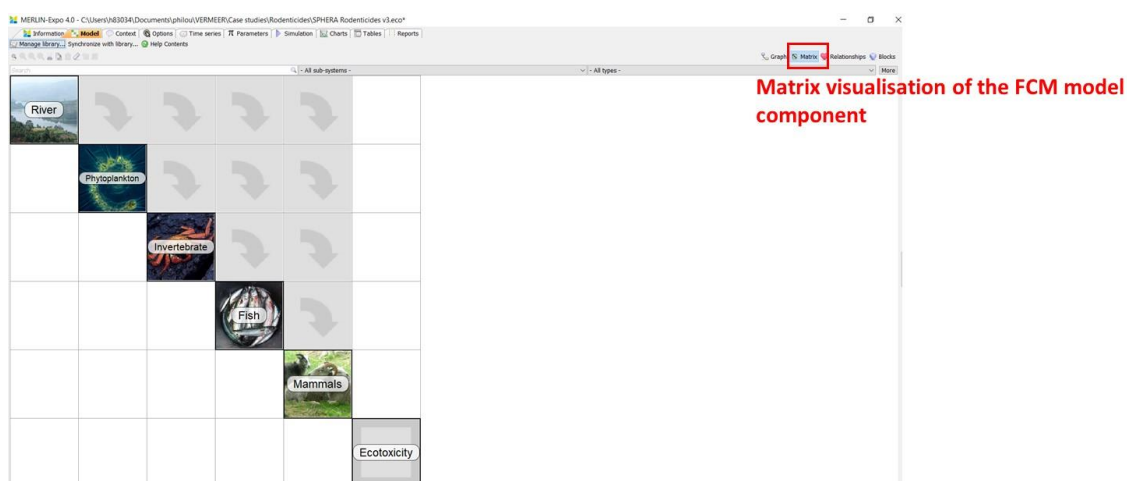 MERLIN-Expo 4.0 - C:\Users\h83034\Documents\philou\VERMEER\Case studies\Rodenticides\SPHERA Rodenticides v3.eco*
Information Model Context Options Time series Parameters Simulation Charts Tables Reports
Manage library... Synchronize with library... Help Contents
Graph Matrix Relationships Blocks
Search - All sub-systems - - All types - More
Matrix visualisation of the FCM model
component
River
Phytoplankton
Invertebrate
Fish
Mammals
Ecotoxicity